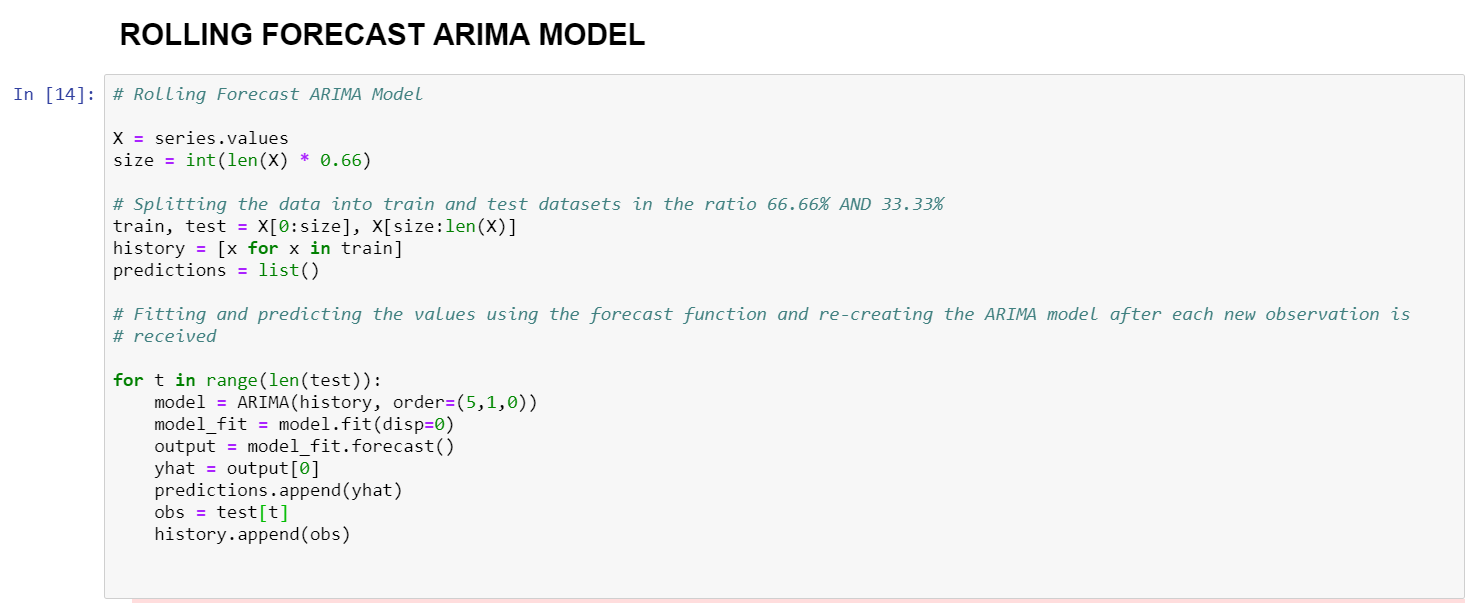 ROLLING FORECAST ARIMA MODEL
In [14]:
# Rolling Forecast ARIMA Model
X = series.values
size = int(len(X) * 0.66)
# Splitting the data into train and test datasets in the ratio 66.66% AND 33.33%
train, test = X[0:size], X[size:len(X)]
history = [x for x in train]
predictions = list()
# Fitting and predicting the values using the forecast function and re-creating the ARIMA model after each new observation is
# received
for t in range(len(test)):
    model = ARIMA(history, order=(5,1,0))
    model_fit = model.fit(disp=0)
    output = model_fit.forecast()
    yhat = output[0]
    predictions.append(yhat)
    obs = test[t]
    history.append(obs)